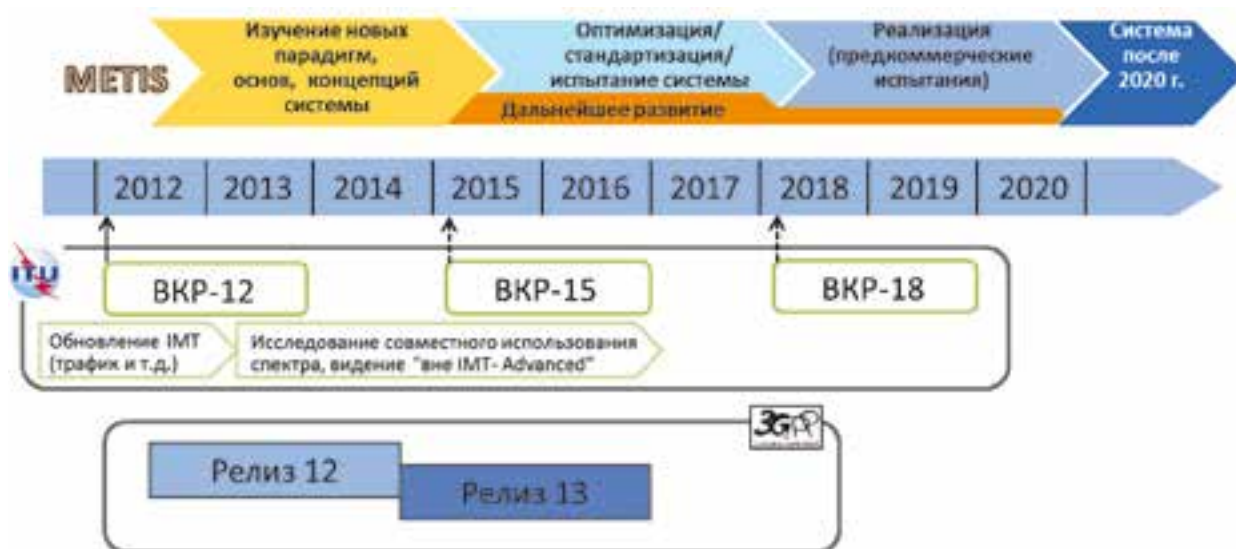 METIS
Изучение новых
парадигм,
основ, концепций
системы
Оптимизация/
стандартизация/
испытание системы
Реализация
(предкоммерческие
испытания)
Система
после
2020 г.
Дальнейшее развитие
2012 2013 2014 2015 2016 2017 2018 2019 2020
ITU
ВКР-12 ВКР-15 ВКР-18
Обновление IMT
(трафик и т.д.)
Исследование совместного использования
спектра, видение "вне IMT- Advanced"
3GPP
Релиз 12
Релиз 13